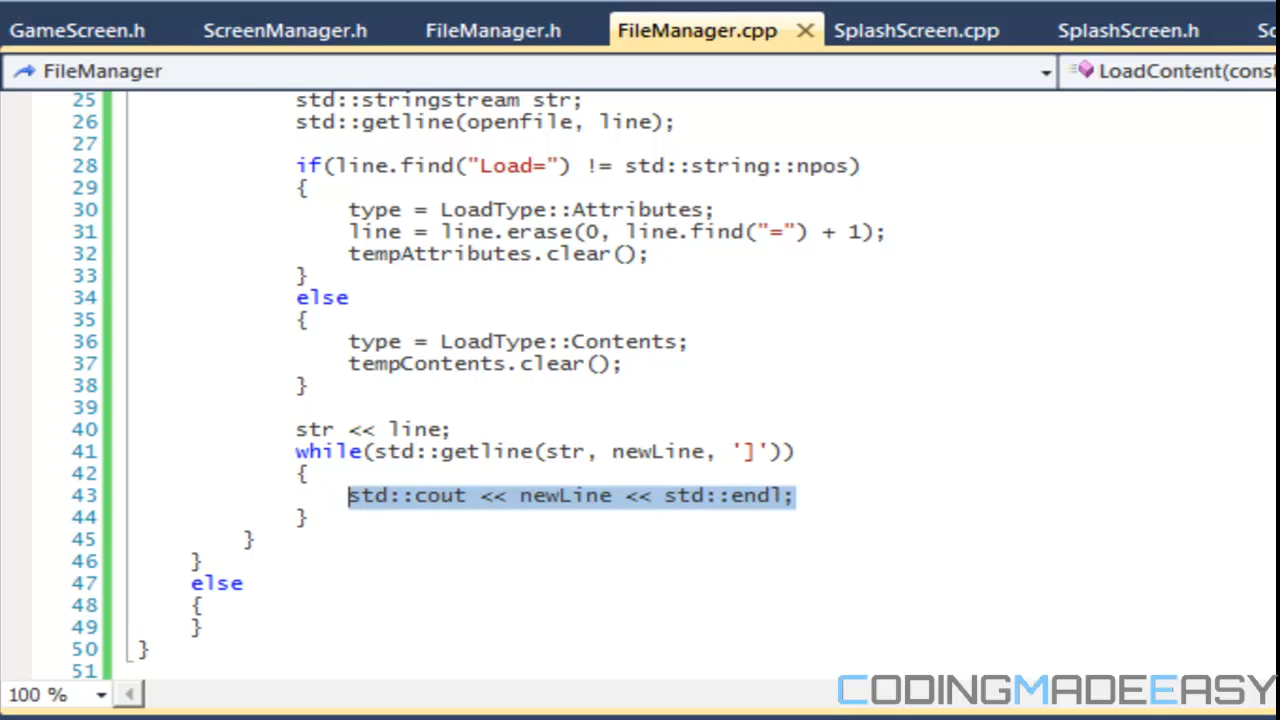 GameScreen.h ScreenManager.h FileManager.h FileManager.cpp SplashScreen.cpp SplashScreen.h Sc
FileManager LoadContent(const
25 std::stringstream str;
26 std::getline(openfile, line);
27
28 if(line.find("Load=") != std::string::npos)
29 {
30 type = LoadType::Attributes;
31 line = line.erase(0, line.find("=") + 1);
32 tempAttributes.clear();
33 }
34 else
35 {
36 type = LoadType::Contents;
37 tempContents.clear();
38 }
39
40 str << line;
41 while(std::getline(str, newLine, ']'))
42 {
43 std::cout << newLine << std::endl;
44 }
45 }
46 }
47 else
48 {
49 }
50 }
51
100 %
CODINGMADEEASY